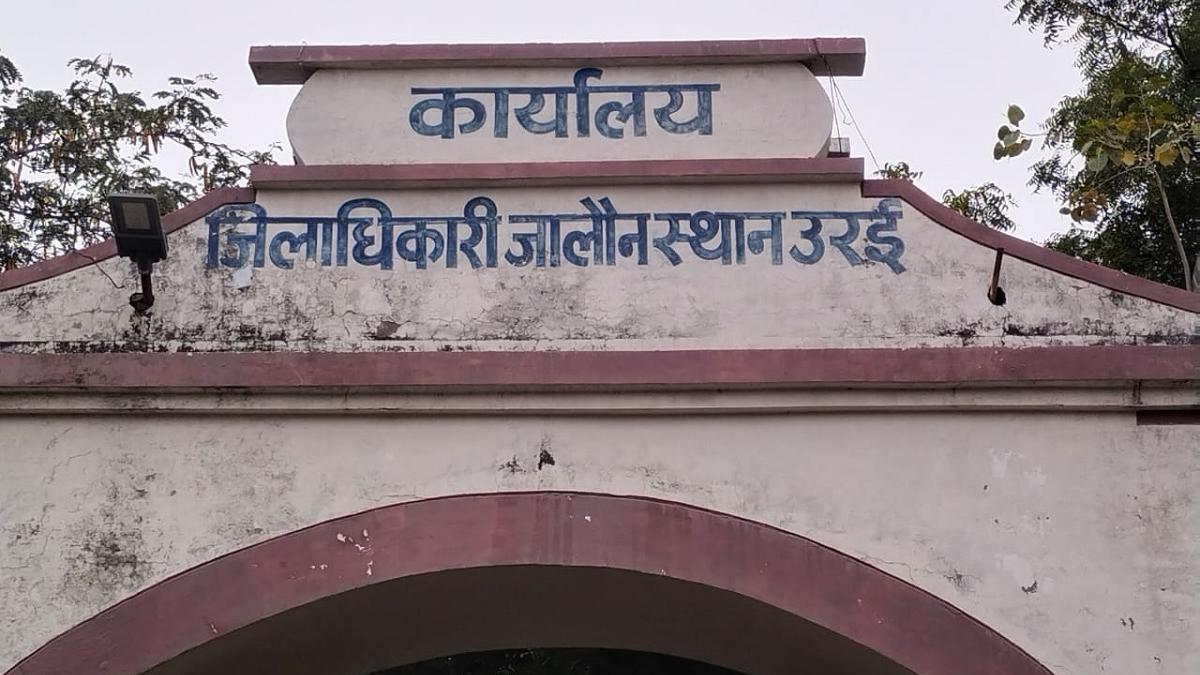 कार्यालय
जिलाधिकारी जालौन स्थान उरई